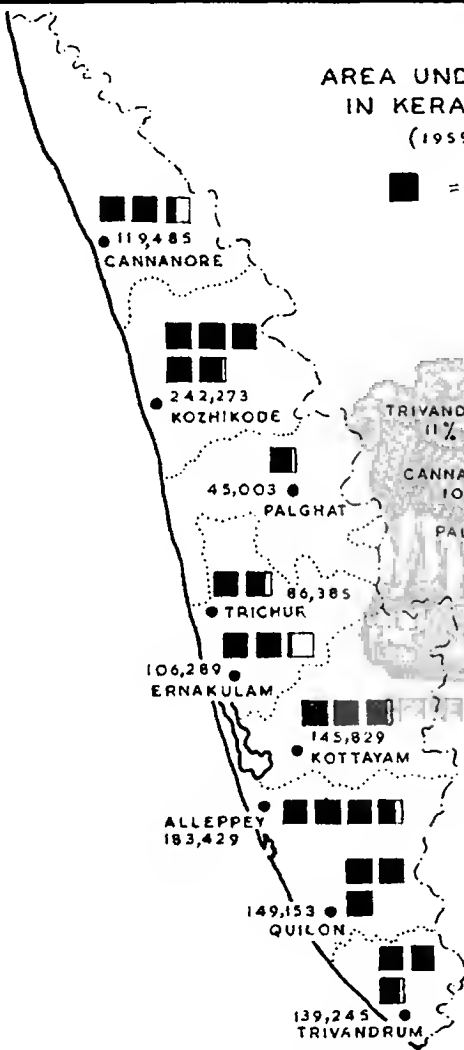 AREA UND
IN KERA
(1959
=
119,485
CANNANORE
242,273
KOZHIKODE
TRIVAND
11%
45,003
PALGHAT
CANNA
10
PAL
86,385
TRICHUR
106,289
ERNAKULAM
145,829
KOTTAYAM
ALLEPPEY
183,429
149,153
QUILON
139,245
TRIVANDRUM